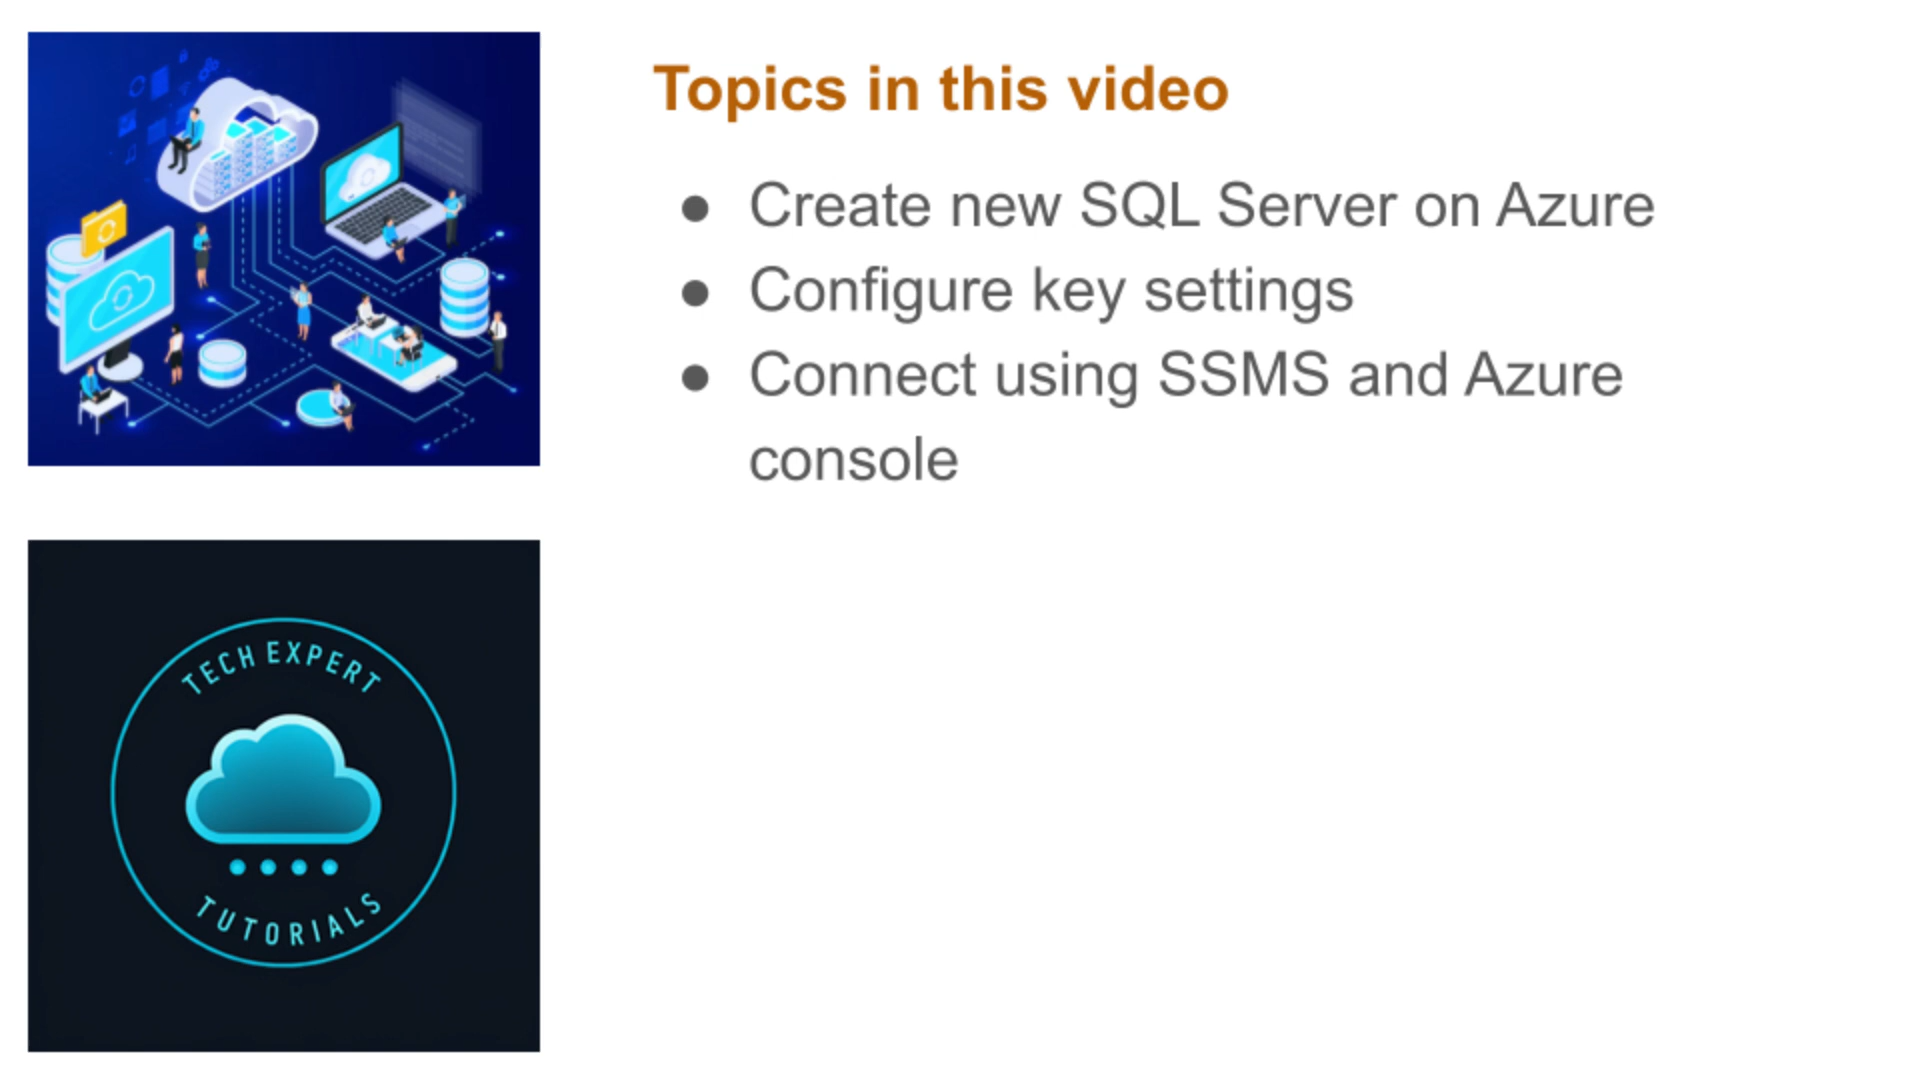 Topics in this video
● Create new SQL Server on Azure
● Configure key settings
● Connect using SSMS and Azure
console
TECH EXPERT
TUTORIALS